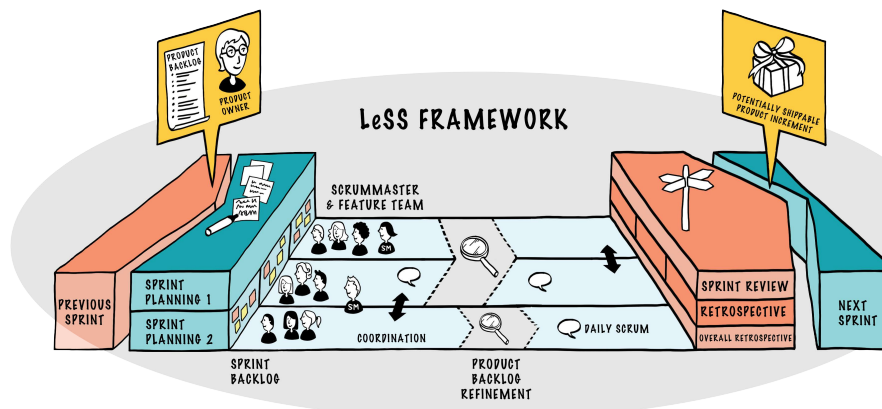 PRODUCT
BACKLOG
PRODUCT
OWNER
LeSS FRAMEWORK
POTENTIALLY SHIPPABLE
PRODUCT INCREMENT
SCRUMMASTER
& FEATURE TEAM
SM
SM
PREVIOUS
SPRINT
SPRINT
PLANNING 1
SPRINT
PLANNING 2
SPRINT
BACKLOG
COORDINATION
PRODUCT
BACKLOG
REFINEMENT
DAILY SCRUM
SPRINT REVIEW
RETROSPECTIVE
OVERALL RETROSPECTIVE
NEXT
SPRINT